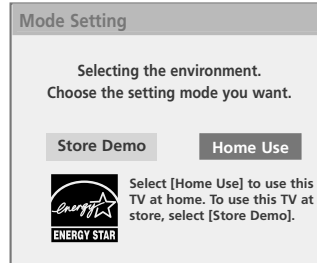 Mode Setting
Selecting the environment.
Choose the setting mode you want.
Store Demo
Home Use
Select [Home Use] to use this
TV at home. To use this TV at
store, select [Store Demo].
energy
ENERGY STAR